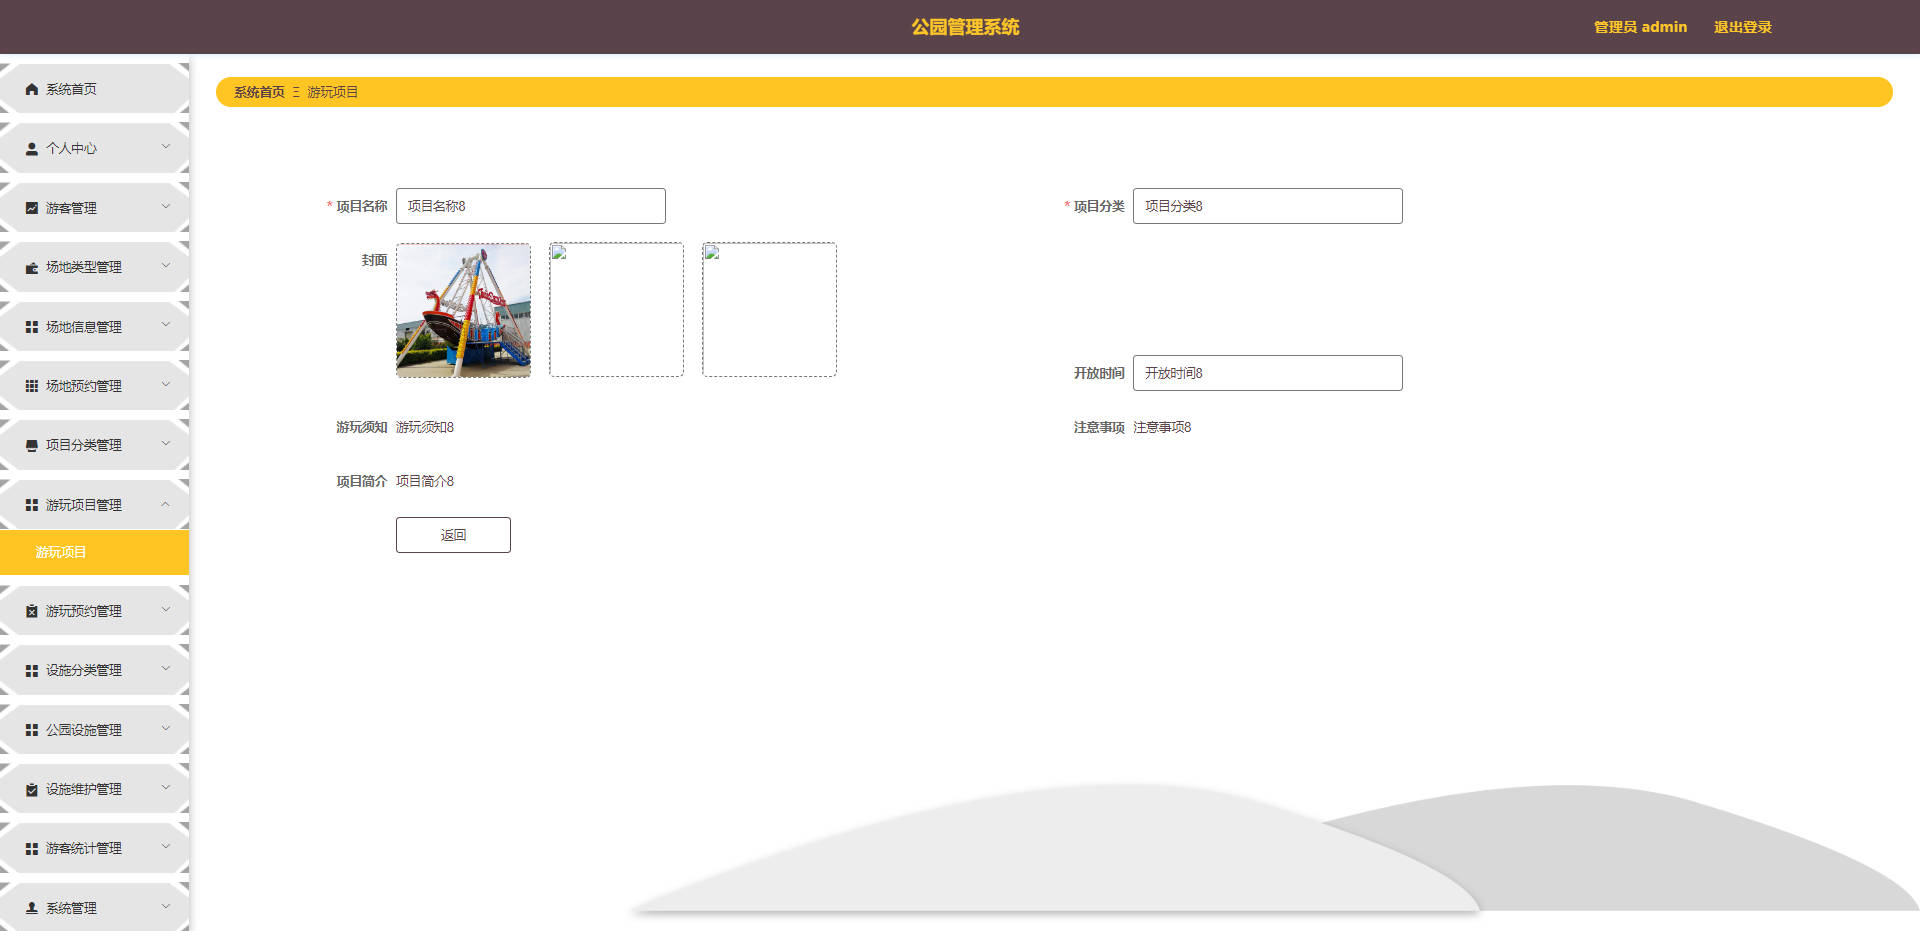 公园管理系统
管理员 admin
退出登录
系统首页
个人中心
游客管理
场地类型管理
场地信息管理
场地预约管理
项目分类管理
游玩项目管理
游玩项目
游玩预约管理
设施分类管理
公园设施管理
设施维护管理
游客统计管理
系统管理
系统首页 Ξ 游玩项目
* 项目名称 项目名称8
* 项目分类 项目分类8
封面
开放时间 开放时间8
游玩须知 游玩须知8
注意事项 注意事项8
项目简介 项目简介8
返回